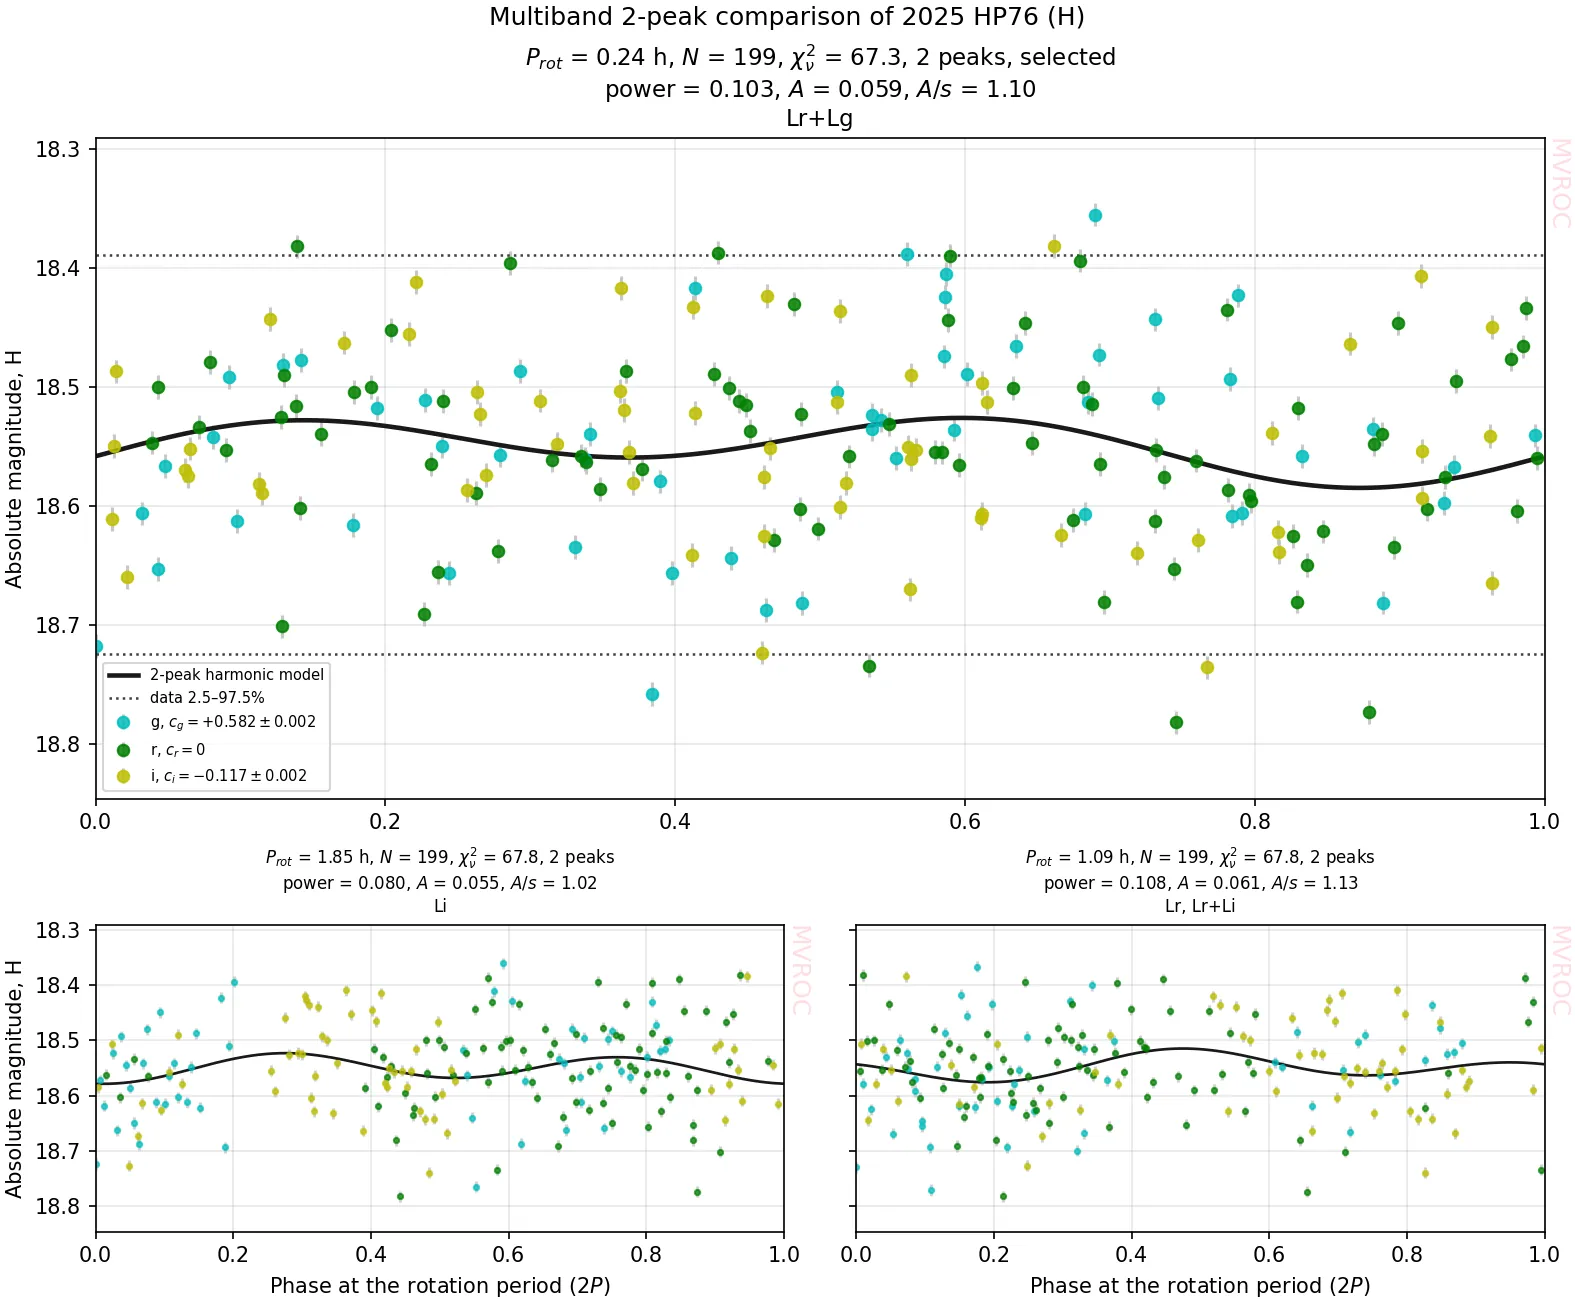 Multiband 2-peak comparison of 2025 HP76 (H)
P_rot = 0.24 h, N = 199, χ²_ν = 67.3, 2 peaks, selected
power = 0.103, A = 0.059, A/s = 1.10
Lr+Lg
MVROC
Absolute magnitude, H
18.3
18.4
18.5
18.6
18.7
18.8
2-peak harmonic model
data 2.5–97.5%
g, c_g = +0.582 ± 0.002
r, c_r = 0
i, c_i = −0.117 ± 0.002
0.0 0.2 0.4 0.6 0.8 1.0
P_rot = 1.85 h, N = 199, χ²_ν = 67.8, 2 peaks
power = 0.080, A = 0.055, A/s = 1.02
Li
MVROC
Absolute magnitude, H
18.3
18.4
18.5
18.6
18.7
18.8
0.0 0.2 0.4 0.6 0.8 1.0
Phase at the rotation period (2P)
P_rot = 1.09 h, N = 199, χ²_ν = 67.8, 2 peaks
power = 0.108, A = 0.061, A/s = 1.13
Lr, Lr+Li
MVROC
0.0 0.2 0.4 0.6 0.8 1.0
Phase at the rotation period (2P)